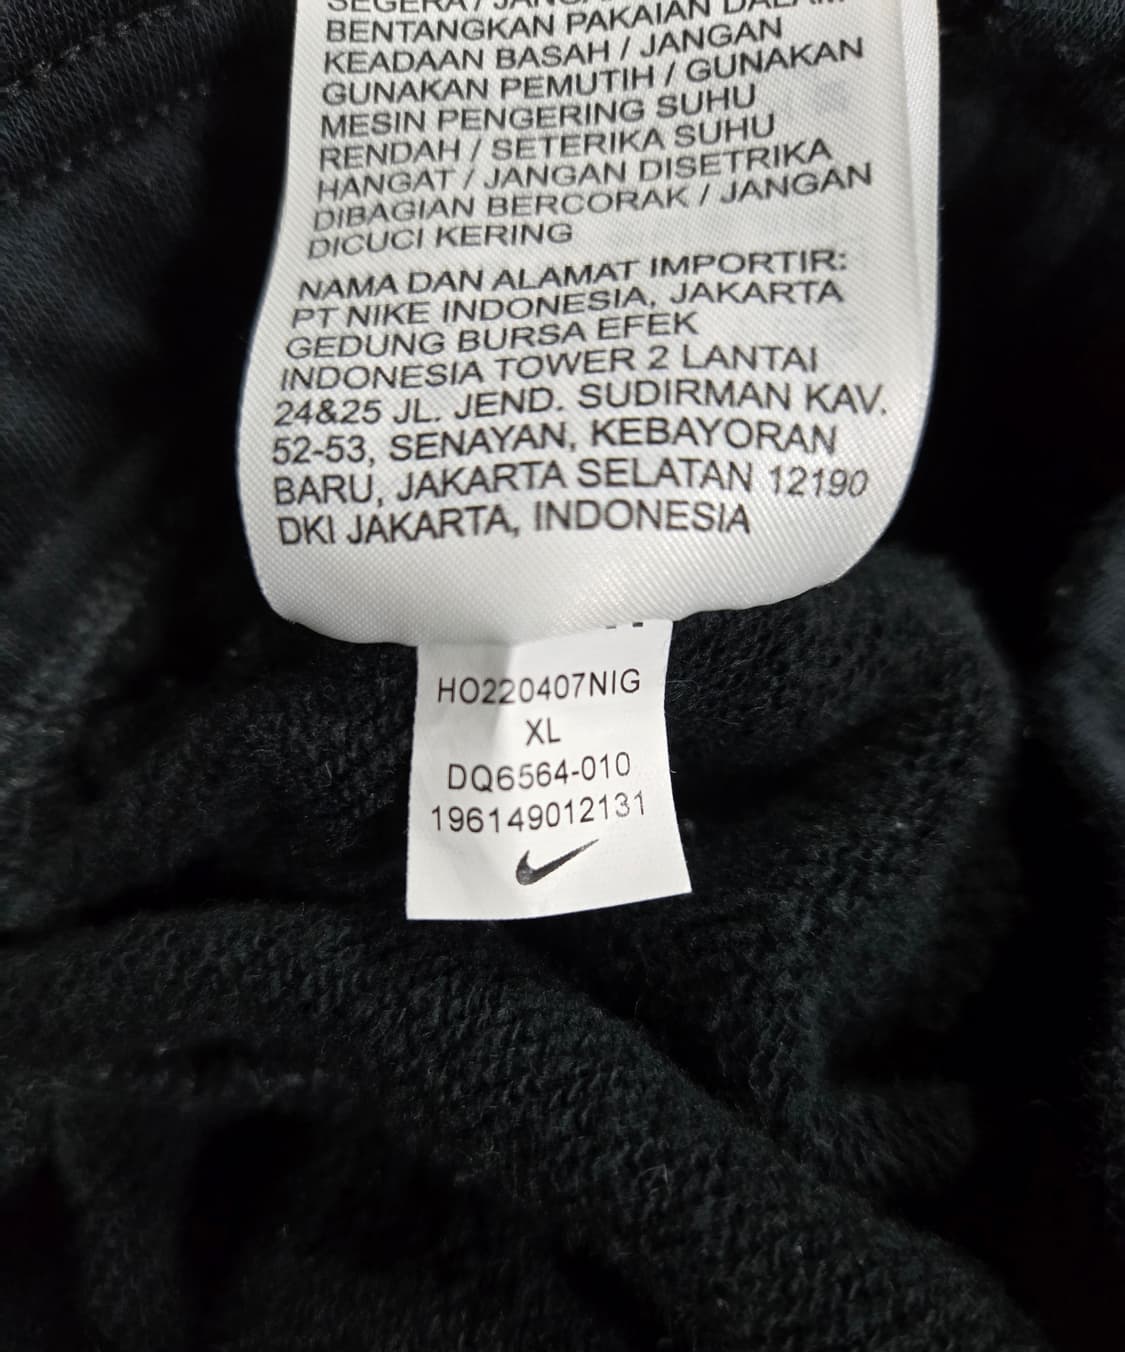 SEGERA / JANGAN
BENTANGKAN PAKAIAN DALAM
KEADAAN BASAH / JANGAN
GUNAKAN PEMUTIH / GUNAKAN
MESIN PENGERING SUHU
RENDAH / SETERIKA SUHU
HANGAT / JANGAN DISETRIKA
DIBAGIAN BERCORAK / JANGAN
DICUCI KERING
NAMA DAN ALAMAT IMPORTIR:
PT NIKE INDONESIA, JAKARTA
GEDUNG BURSA EFEK
INDONESIA TOWER 2 LANTAI
24&25 JL. JEND. SUDIRMAN KAV.
52-53, SENAYAN, KEBAYORAN
BARU, JAKARTA SELATAN 12190
DKI JAKARTA, INDONESIA
HO220407NIG
XL
DQ6564-010
196149012131